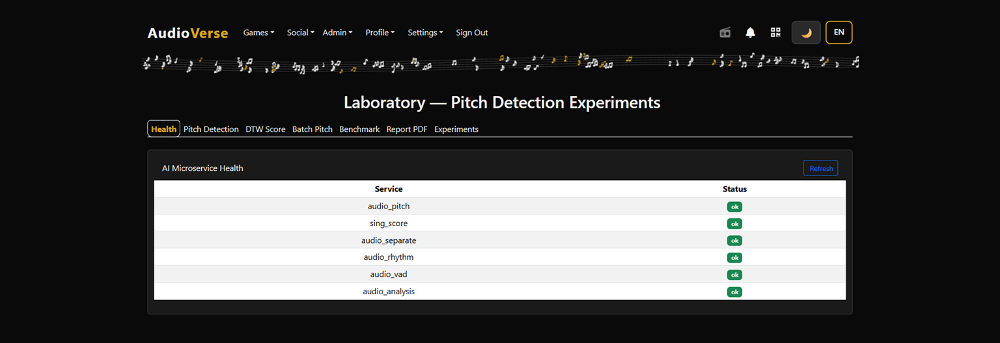 AudioVerse Games Social Admin Profile Settings Sign Out EN
Laboratory — Pitch Detection Experiments
Health Pitch Detection DTW Score Batch Pitch Benchmark Report PDF Experiments
AI Microservice Health Refresh
Service Status
audio_pitch ok
sing_score ok
audio_separate ok
audio_rhythm ok
audio_vad ok
audio_analysis ok